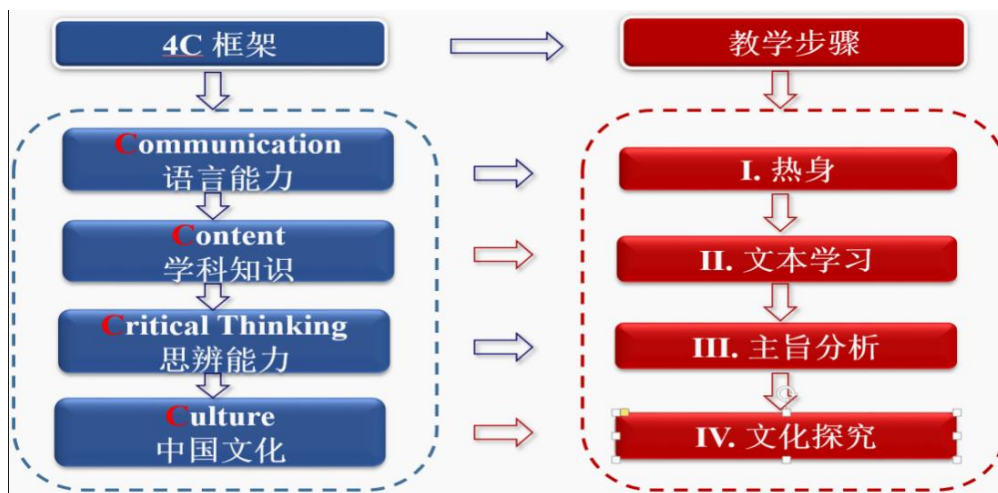 4C 框架
教学步骤
Communication
语言能力
I. 热身
Content
学科知识
II. 文本学习
Critical Thinking
思辨能力
III. 主旨分析
Culture
中国文化
IV. 文化探究